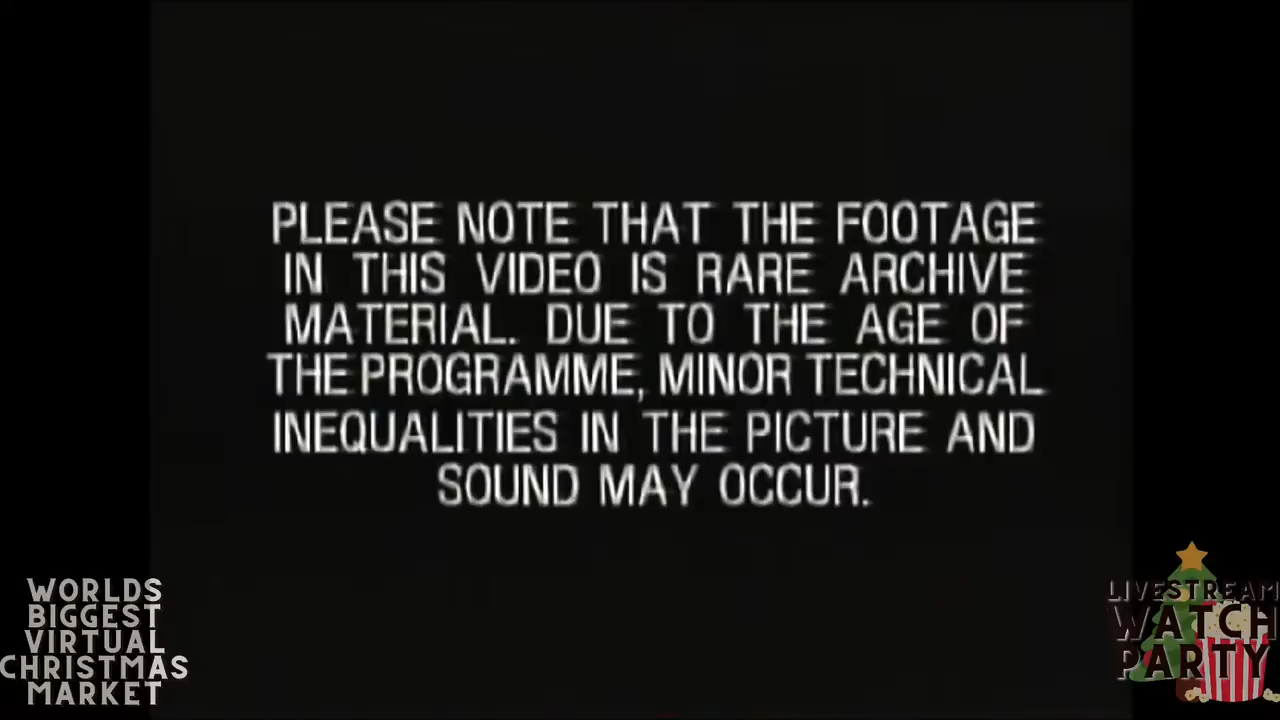 PLEASE NOTE THAT THE FOOTAGE
IN THIS VIDEO IS RARE ARCHIVE
MATERIAL. DUE TO THE AGE OF
THE PROGRAMME, MINOR TECHNICAL
INEQUALITIES IN THE PICTURE AND
SOUND MAY OCCUR.
WORLDS
BIGGEST
VIRTUAL
CHRISTMAS
MARKET
LIVESTREAM
WATCH
PARTY